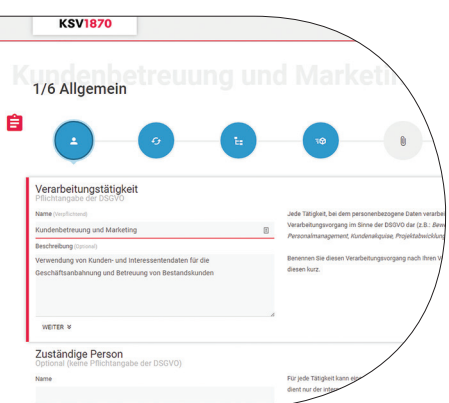 KSV1870
Kundenbetreuung und Marketi
1/6 Allgemein
Verarbeitungstätigkeit
Pflichtangabe der DSGVO
Name (Verpflichtend)
Kundenbetreuung und Marketing
Beschreibung (Optional)
Verwendung von Kunden- und Interessentendaten für die
Geschäftsanbahnung und Betreuung von Bestandskunden
WEITER
Jede Tätigkeit, bei dem personenbezogene Daten verarbei
Verarbeitungsvorgang im Sinne der DSGVO dar (z.B.: Bew
Personalmanagement, Kundenakquise, Projektabwicklung
Benennen Sie diesen Verarbeitungsvorgang nach Ihren V
diesen kurz.
Zuständige Person
Optional (keine Pflichtangabe der DSGVO)
Name
Für jede Tätigkeit kann eine
dient nur der intern